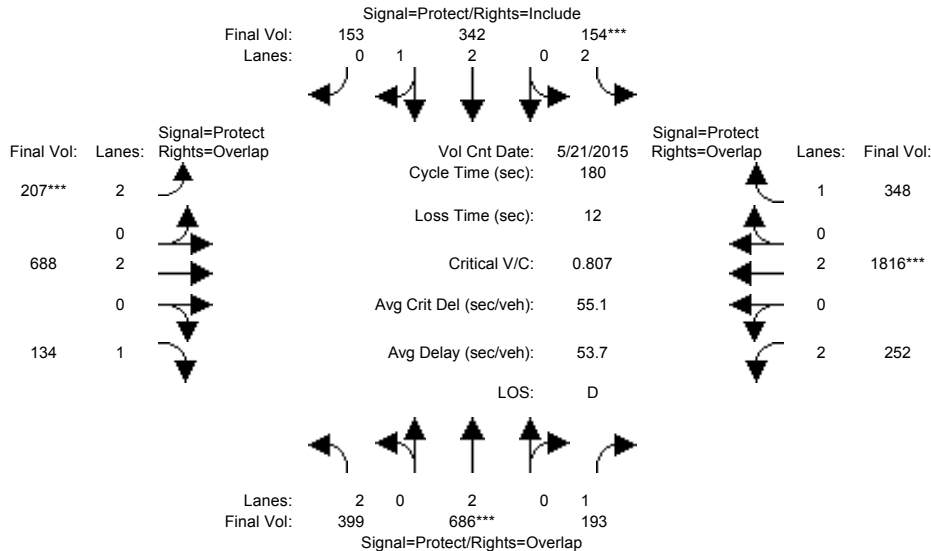 Signal=Protect/Rights=Include
Final Vol: 153 342 154***
Lanes: 0 1 2 0 2
Signal=Protect Signal=Protect
Final Vol: Lanes: Rights=Overlap Vol Cnt Date: 5/21/2015 Rights=Overlap Lanes: Final Vol:
Cycle Time (sec): 180
207*** 2 1 348
Loss Time (sec): 12
0 0
688 2 Critical V/C: 0.807 2 1816***
0 Avg Crit Del (sec/veh): 55.1 0
134 1 Avg Delay (sec/veh): 53.7 2 252
LOS: D
Lanes: 2 0 2 0 1
Final Vol: 399 686*** 193
Signal=Protect/Rights=Overlap